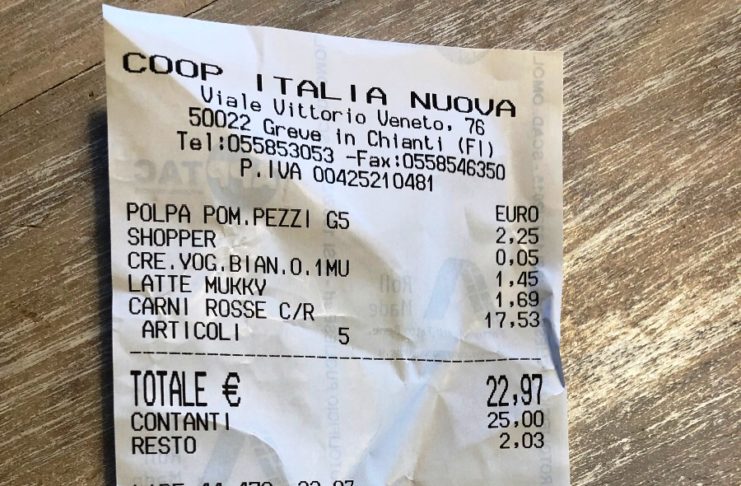 COOP ITALIA NUOVA
Viale Vittorio Veneto, 76
50022 Greve in Chianti (FI)
Tel:055853053 -Fax:0558546350
P.IVA 00425210481
EURO
POLPA POM.PEZZI G5 2,25
SHOPPER 0,05
CRE.YOG.BIAN.0.1MU 1,45
LATTE MUKKY 1,69
CARNI ROSSE C/R 17,53
ARTICOLI 5
TOTALE € 22,97
CONTANTI 25,00
RESTO 2,03